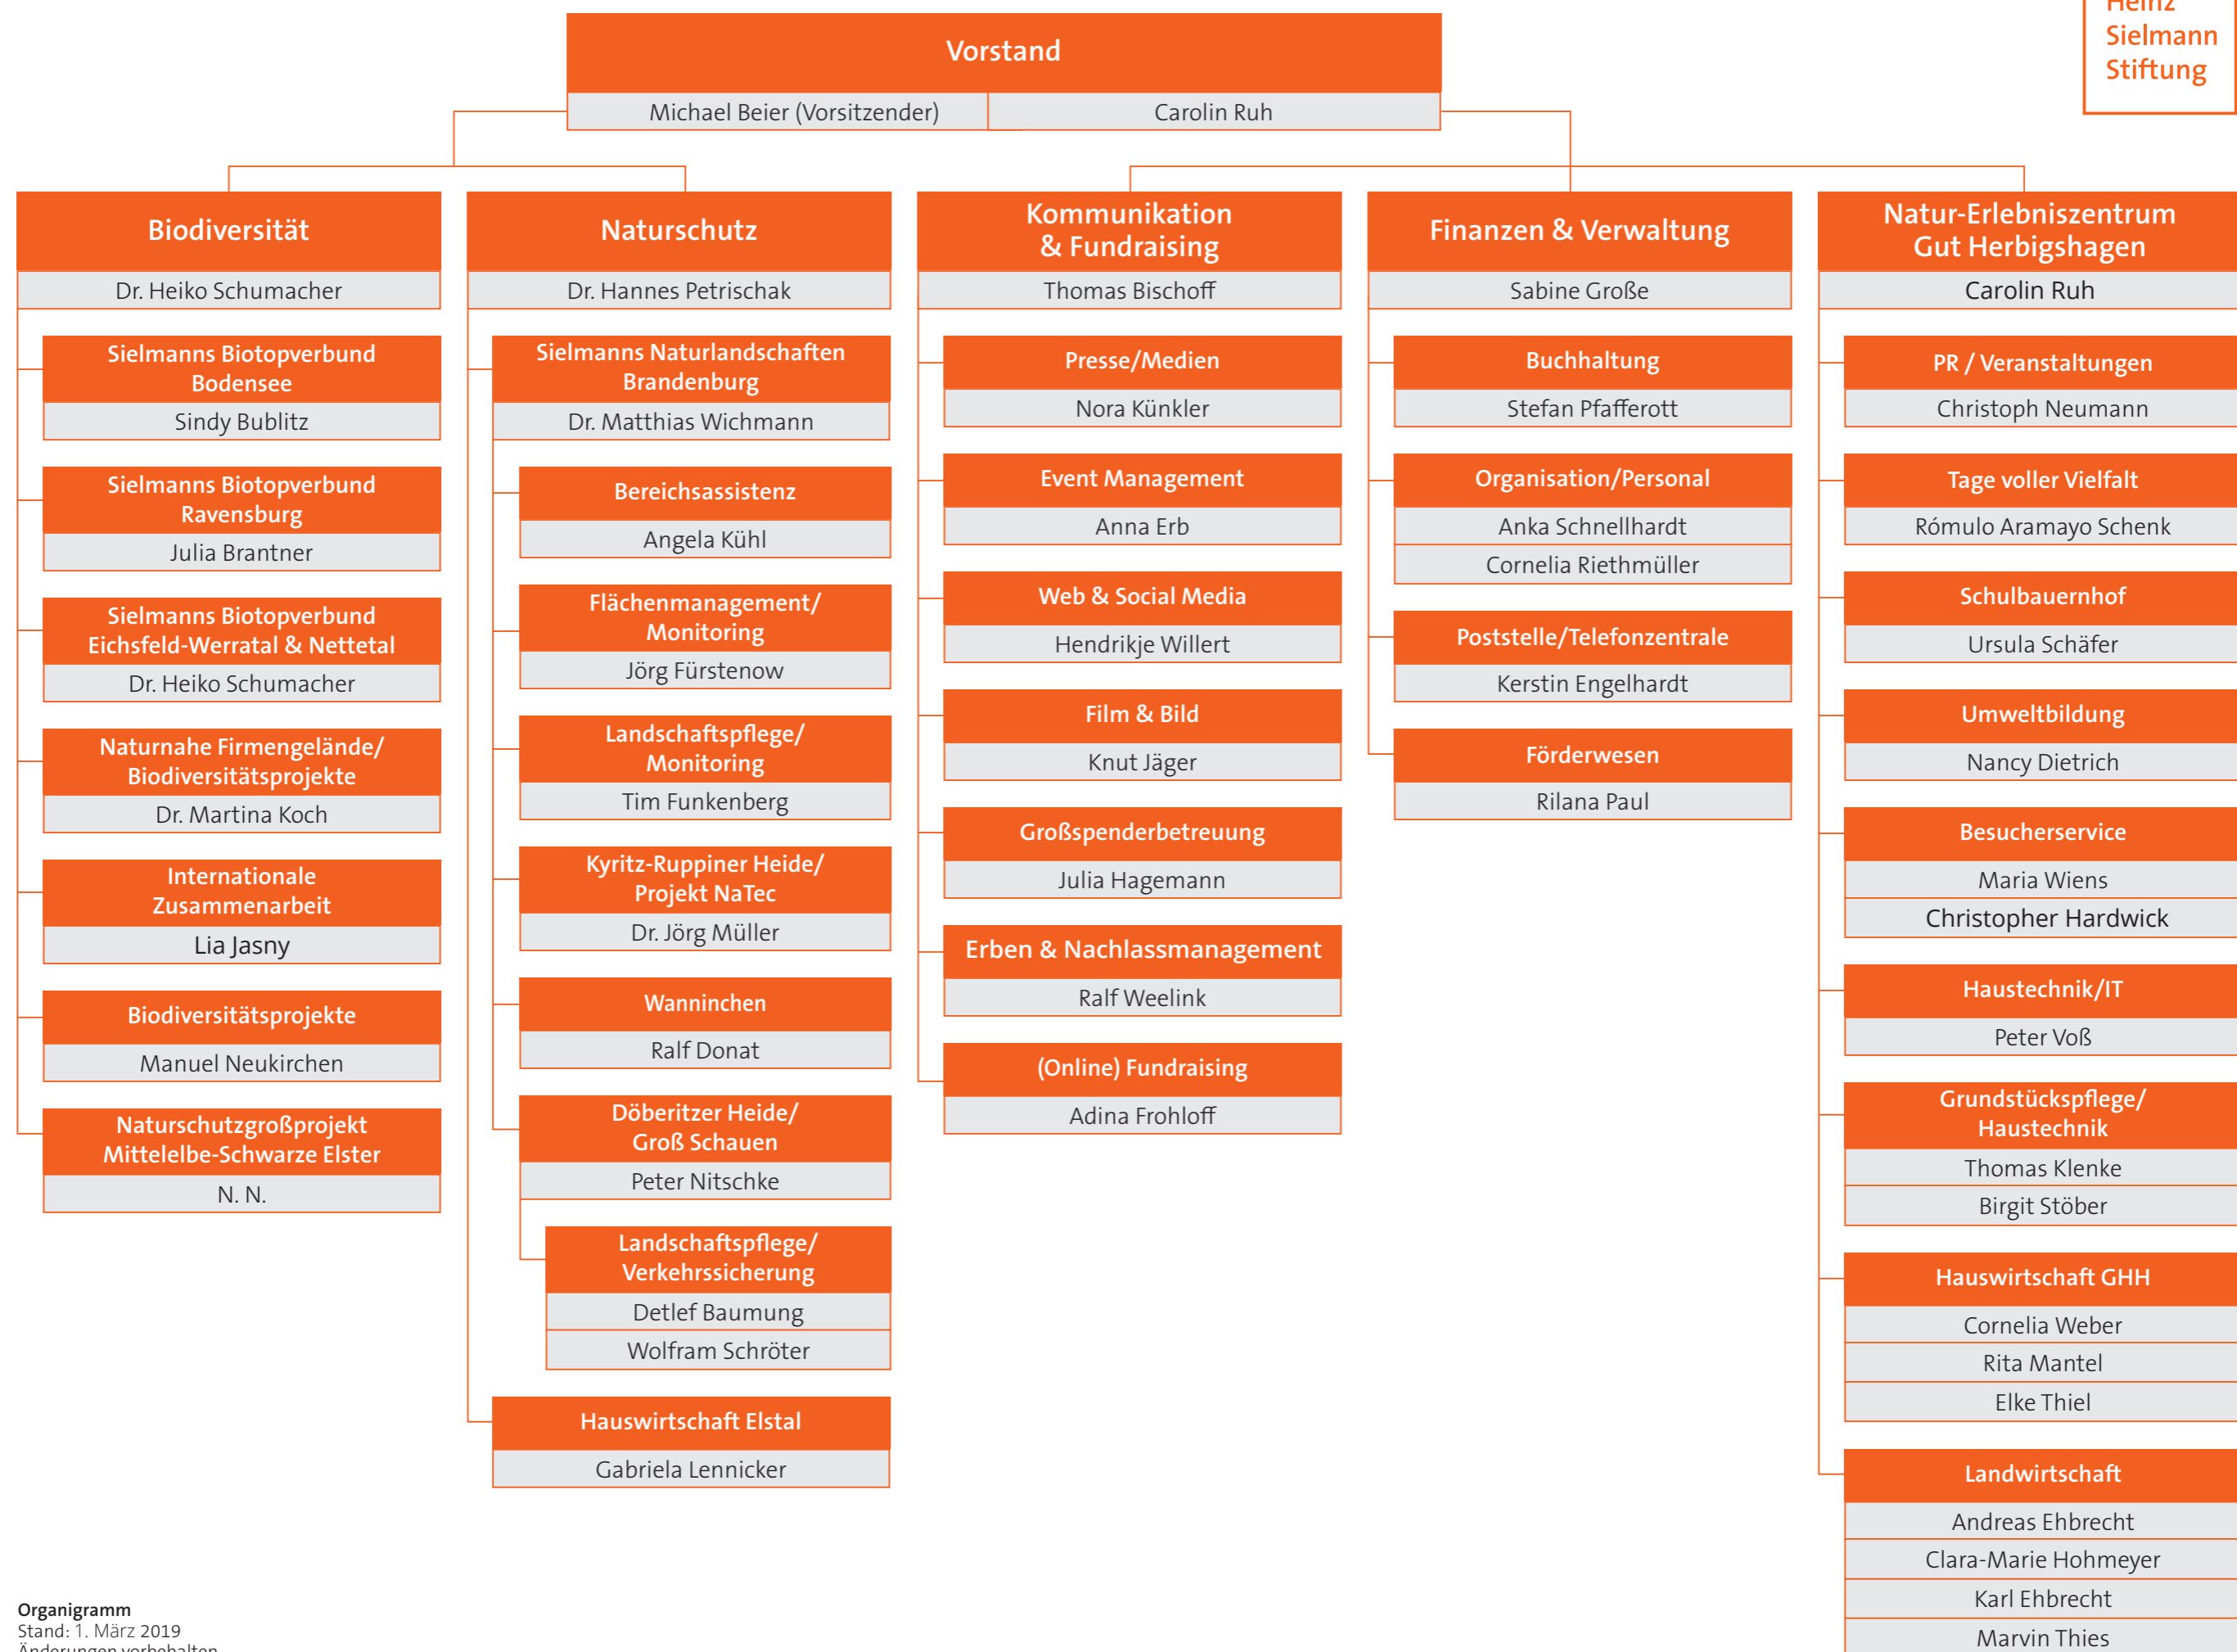 Heinz
Sielmann
Stiftung
Vorstand
Michael Beier (Vorsitzender)
Carolin Ruh
Biodiversität
Dr. Heiko Schumacher
Sielmanns Biotopverbund
Bodensee
Sindy Bublitz
Sielmanns Biotopverbund
Ravensburg
Julia Brantner
Sielmanns Biotopverbund
Eichsfeld-Werratal & Nettetal
Dr. Heiko Schumacher
Naturnahe Firmengelände/
Biodiversitätsprojekte
Dr. Martina Koch
Internationale
Zusammenarbeit
Lia Jasny
Biodiversitätsprojekte
Manuel Neukirchen
Naturschutzgroßprojekt
Mittelelbe-Schwarze Elster
N. N.
Naturschutz
Dr. Hannes Petrischak
Sielmanns Naturlandschaften
Brandenburg
Dr. Matthias Wichmann
Bereichsassistenz
Angela Kühl
Flächenmanagement/
Monitoring
Jörg Fürstenow
Landschaftspflege/
Monitoring
Tim Funkenberg
Kyritz-Ruppiner Heide/
Projekt NaTec
Dr. Jörg Müller
Wanninchen
Ralf Donat
Döberitzer Heide/
Groß Schauen
Peter Nitschke
Landschaftspflege/
Verkehrssicherung
Detlef Baumung
Wolfram Schröter
Hauswirtschaft Elstal
Gabriela Lennicker
Kommunikation
& Fundraising
Thomas Bischoff
Presse/Medien
Nora Künkler
Event Management
Anna Erb
Web & Social Media
Hendrikje Willert
Film & Bild
Knut Jäger
Großspenderbetreuung
Julia Hagemann
Erben & Nachlassmanagement
Ralf Weelink
(Online) Fundraising
Adina Frohloff
Finanzen & Verwaltung
Sabine Große
Buchhaltung
Stefan Pfafferott
Organisation/Personal
Anka Schnellhardt
Cornelia Riethmüller
Poststelle/Telefonzentrale
Kerstin Engelhardt
Förderwesen
Rilana Paul
Natur-Erlebniszentrum
Gut Herbigshagen
Carolin Ruh
PR / Veranstaltungen
Christoph Neumann
Tage voller Vielfalt
Rómulo Aramayo Schenk
Schulbauernhof
Ursula Schäfer
Umweltbildung
Nancy Dietrich
Besucherservice
Maria Wiens
Christopher Hardwick
Haustechnik/IT
Peter Voß
Grundstückspflege/
Haustechnik
Thomas Klenke
Birgit Stöber
Hauswirtschaft GHH
Cornelia Weber
Rita Mantel
Elke Thiel
Landwirtschaft
Andreas Ehbrecht
Clara-Marie Hohmeyer
Karl Ehbrecht
Marvin Thies
Organigramm
Stand: 1. März 2019
Änderungen vorbehalten